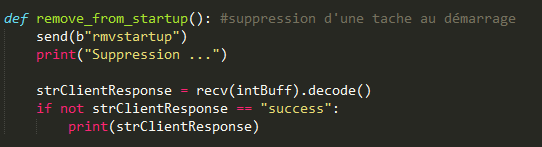 def remove_from_startup(): #suppression d'une tache au démarrage
    send(b"rmvstartup")
    print("Suppression ...")

    strClientResponse = recv(intBuff).decode()
    if not strClientResponse == "success":
        print(strClientResponse)